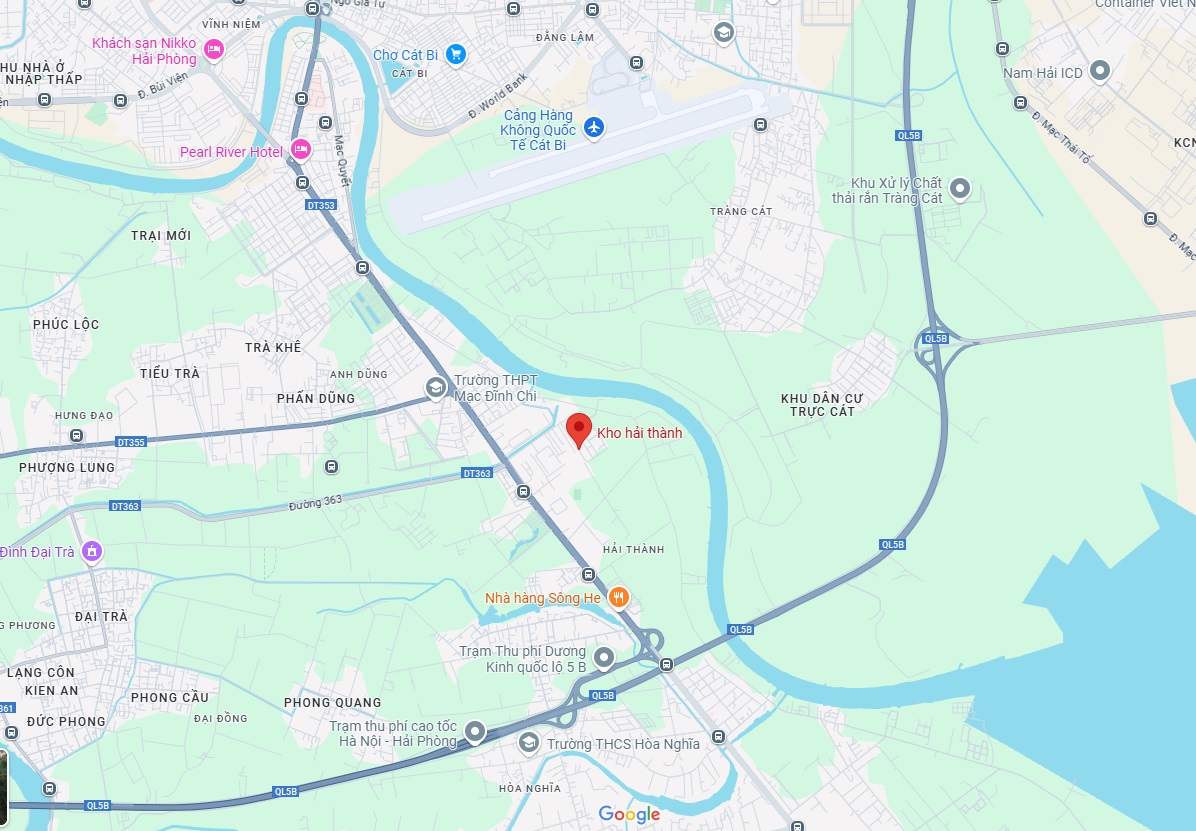 Ngô Gia Tự
Container Việt N
VĨNH NIỆM
Khách sạn Nikko
Hải Phòng
ĐẰNG LÂM
Chợ Cát Bi
CÁT BI
HU NHÀ Ở
NHẬP THẤP
Đ. Bùi Viện
Đ. World Bank
Nam Hải ICD
Cảng Hàng
Không Quốc
Tế Cát Bi
Đ. Mạc Thái Tổ
QL5B
KCN
Mạc Quyết
Pearl River Hotel
Khu Xử lý Chất
thải rắn Tràng Cát
DT353
TRÀNG CÁT
TRẠI MỚI
Đ. Mạc
PHÚC LỘC
QL5B
TRÀ KHÊ
TIỂU TRÀ
ANH DŨNG
Trường THPT
Mạc Đĩnh Chi
PHẤN DŨNG
KHU DÂN CƯ
TRỰC CÁT
HƯNG ĐẠO
Kho hải thành
DT355
PHƯỢNG LUNG
DT363
Đường 363
DT363
QL5B
HẢI THÀNH
Đình Đại Trà
Nhà hàng Sông He
ĐẠI TRÀ
G PHƯƠNG
QL5B
Trạm Thu phí Dương
Kinh quốc lộ 5 B
LẠNG CÔN
KIEN AN
PHONG CẦU
PHONG QUANG
QL5B
361
ĐỨC PHONG
ĐẠI ĐỒNG
Trạm thu phí cao tốc
Hà Nội - Hải Phòng
Trường THCS Hòa Nghĩa
HÒA NGHĨA
QL5B
QL5B
Google